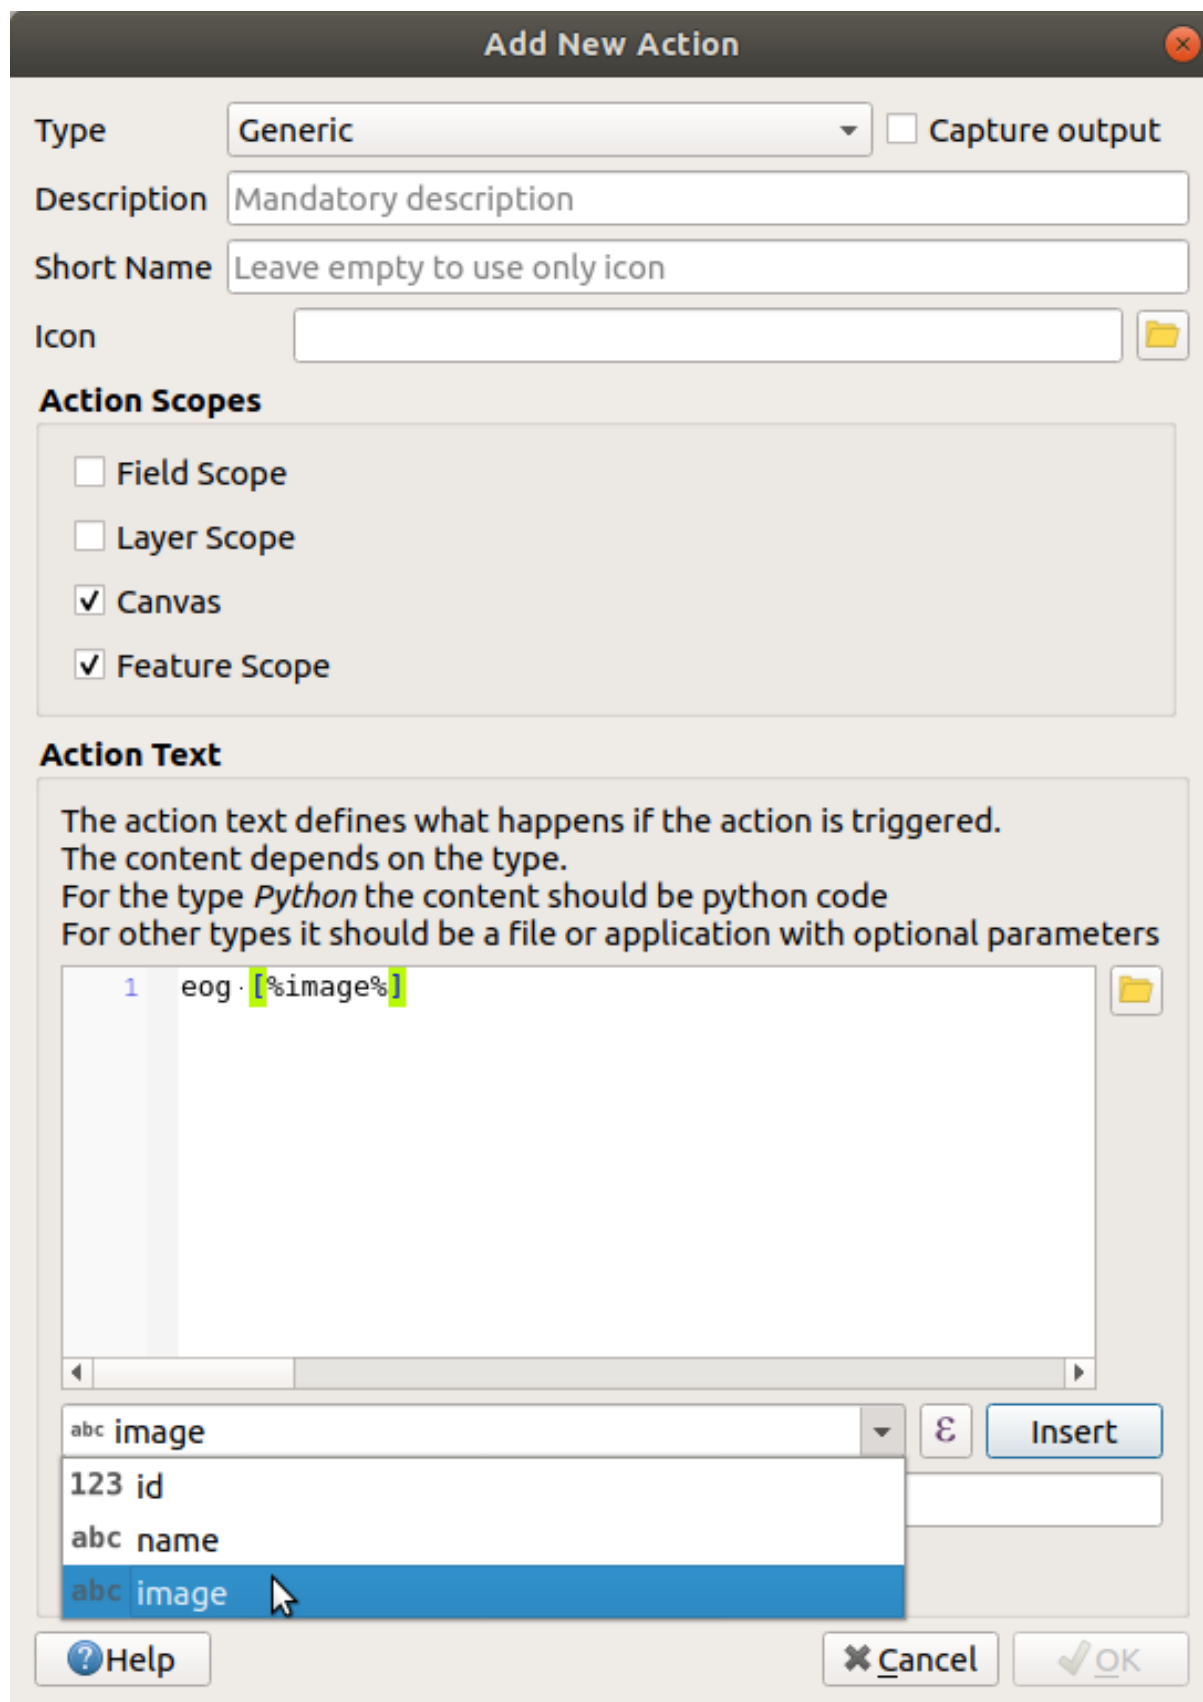 Add New Action
Type Generic Capture output
Description Mandatory description
Short Name Leave empty to use only icon
Icon
Action Scopes
Field Scope
Layer Scope
Canvas
Feature Scope
Action Text
The action text defines what happens if the action is triggered.
The content depends on the type.
For the type Python the content should be python code
For other types it should be a file or application with optional parameters
1 eog·[%image%]
abc image ε Insert
123 id
abc name
abc image
?Help Cancel OK